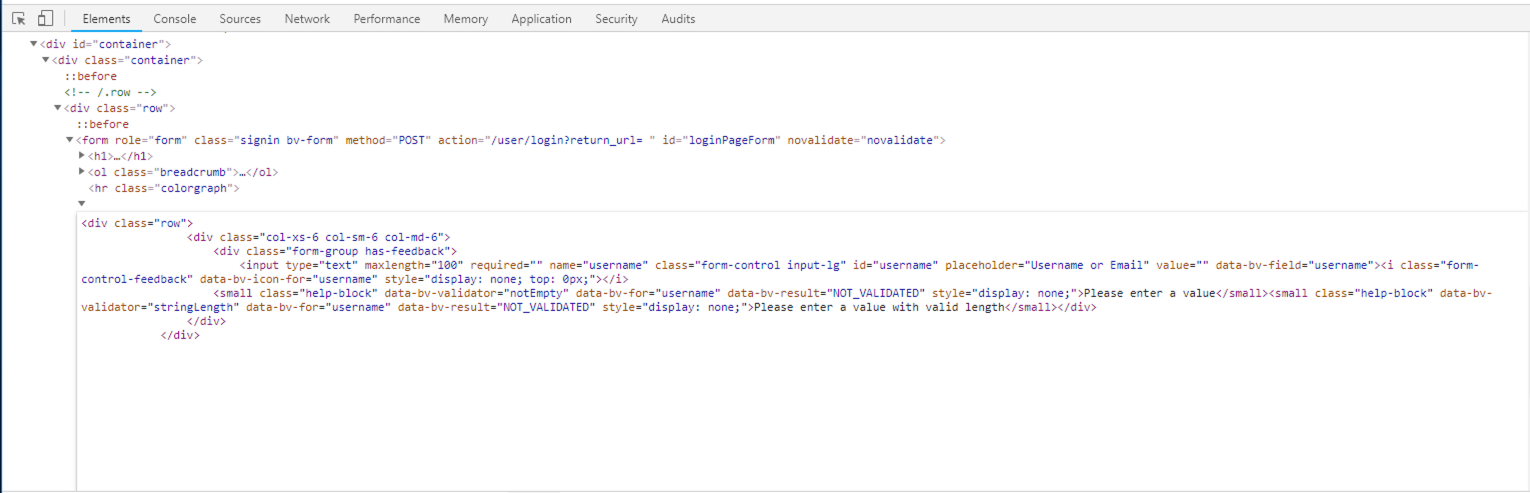 Elements Console Sources Network Performance Memory Application Security Audits
<div id="container">
<div class="container">
::before
<!-- /.row -->
<div class="row">
::before
<form role="form" class="signin bv-form" method="POST" action="/user/login?return_url= " id="loginPageForm" novalidate="novalidate">
<h1>…</h1>
<ol class="breadcrumb">…</ol>
<hr class="colorgraph">
<div class="row">
<div class="col-xs-6 col-sm-6 col-md-6">
<div class="form-group has-feedback">
<input type="text" maxlength="100" required="" name="username" class="form-control input-lg" id="username" placeholder="Username or Email" value="" data-bv-field="username"><i class="form-
control-feedback" data-bv-icon-for="username" style="display: none; top: 0px;"></i>
<small class="help-block" data-bv-validator="notEmpty" data-bv-for="username" data-bv-result="NOT_VALIDATED" style="display: none;">Please enter a value</small><small class="help-block" data-bv-
validator="stringLength" data-bv-for="username" data-bv-result="NOT_VALIDATED" style="display: none;">Please enter a value with valid length</small></div>
</div>
</div>